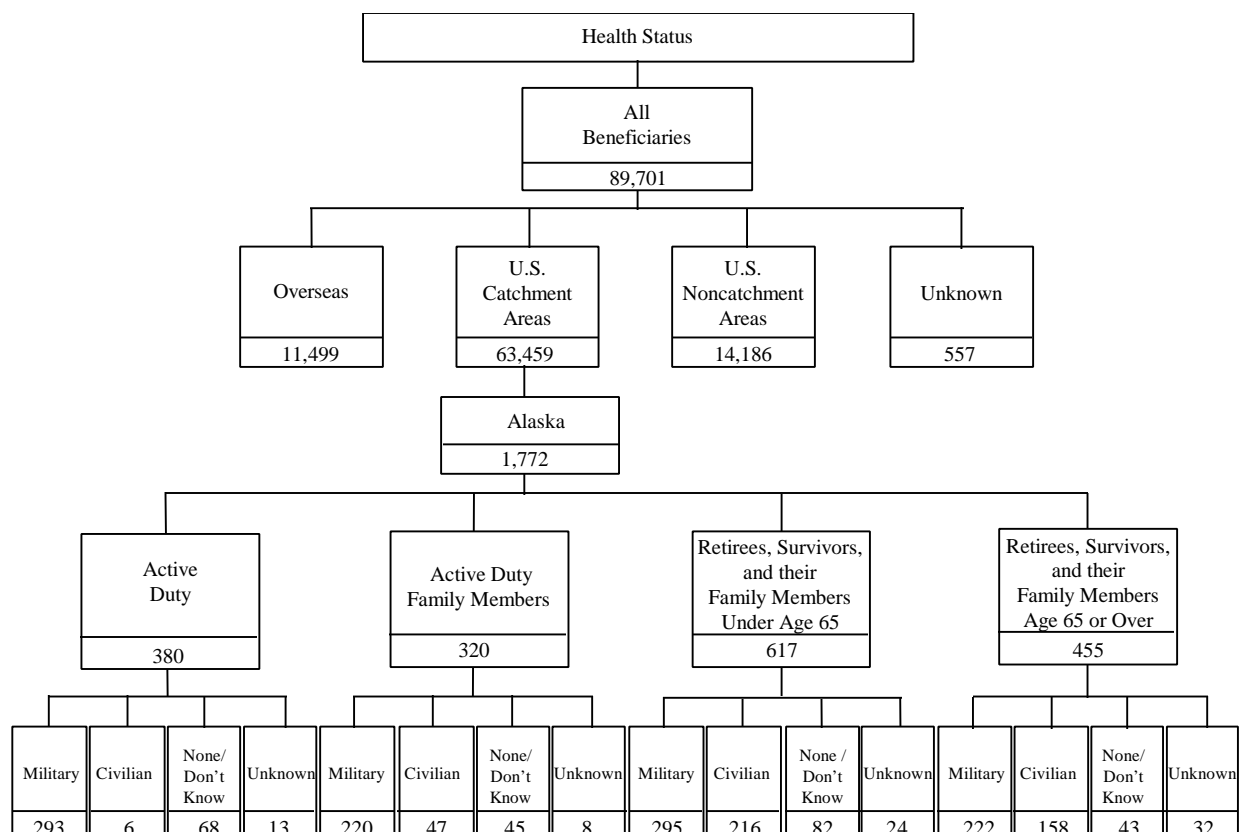 Health Status
All
Beneficiaries
89,701
Overseas
11,499
U.S.
Catchment
Areas
63,459
U.S.
Noncatchment
Areas
14,186
Unknown
557
Alaska
1,772
Active
Duty
380
Active Duty
Family Members
320
Retirees, Survivors,
and their
Family Members
Under Age 65
617
Retirees, Survivors,
and their
Family Members
Age 65 or Over
455
Military
293
Civilian
6
None/
Don't
Know
68
Unknown
13
Military
220
Civilian
47
None/
Don't
Know
45
Unknown
8
Military
295
Civilian
216
None /
Don't
Know
82
Unknown
24
Military
222
Civilian
158
None/
Don't
Know
43
Unknown
32